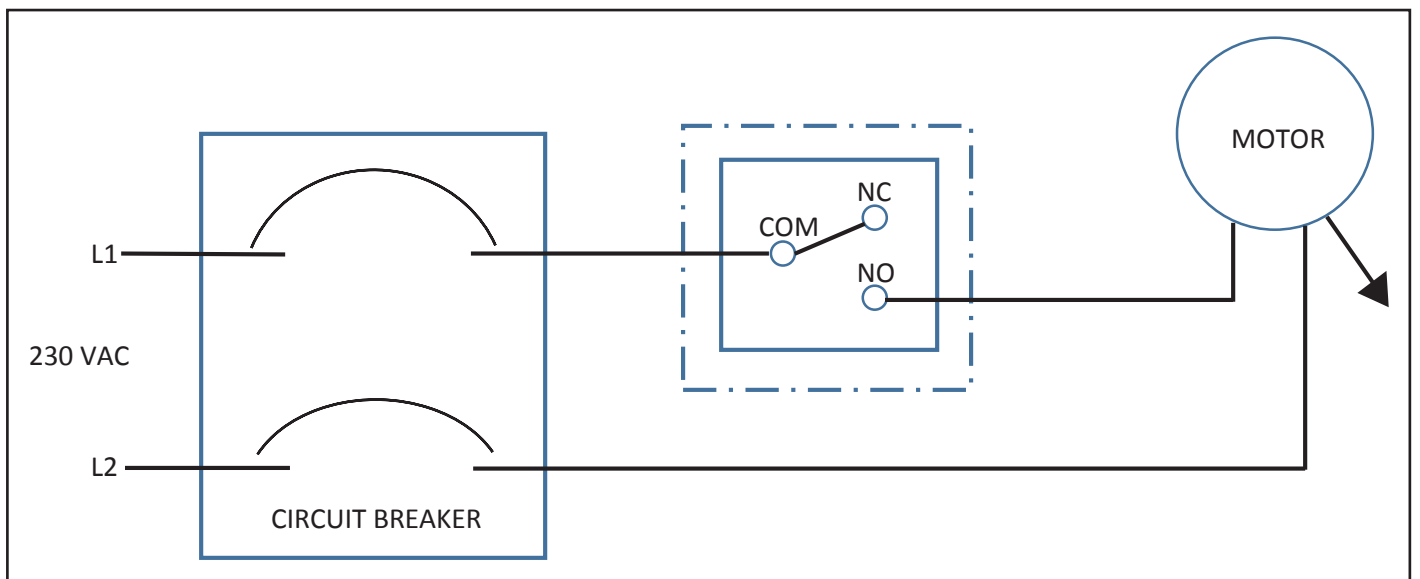 MOTOR
NC
COM
L1
NO
230 VAC
L2
CIRCUIT BREAKER